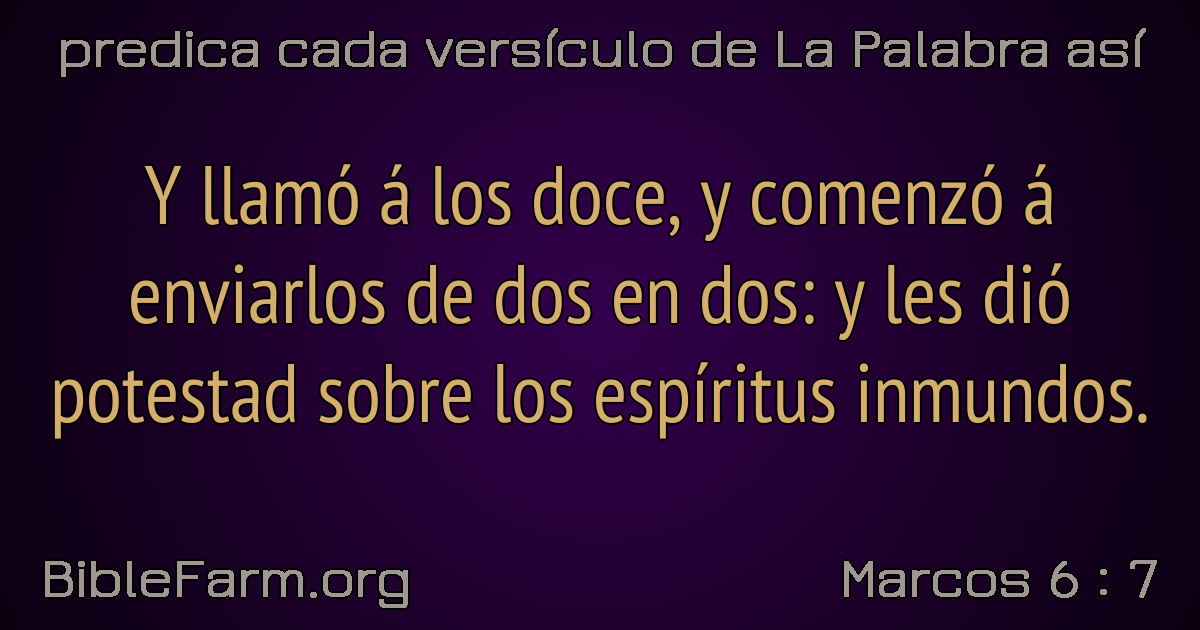 predica cada versículo de La Palabra así
Y llamó á los doce, y comenzó á
enviarlos de dos en dos: y les dió
potestad sobre los espíritus inmundos.
BibleFarm.org
Marcos 6 : 7